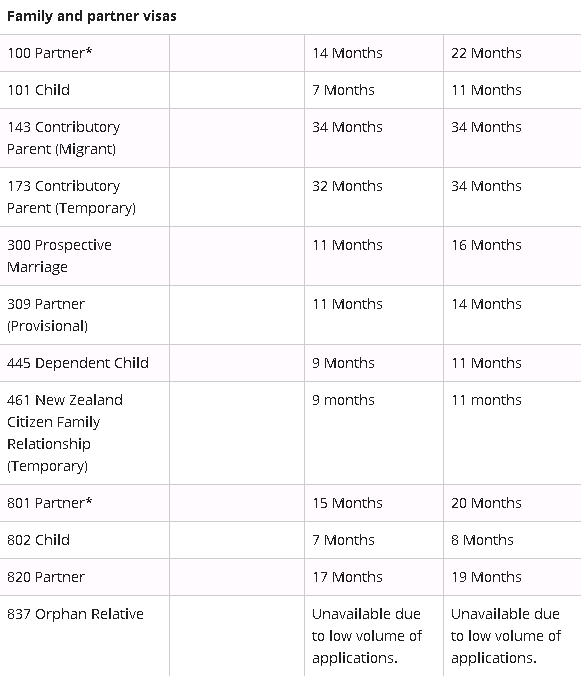 Family and partner visas
100 Partner* 14 Months 22 Months
101 Child 7 Months 11 Months
143 Contributory 34 Months 34 Months
Parent (Migrant)
173 Contributory 32 Months 34 Months
Parent (Temporary)
300 Prospective 11 Months 16 Months
Marriage
309 Partner 11 Months 14 Months
(Provisional)
445 Dependent Child 9 Months 11 Months
461 New Zealand 9 months 11 months
Citizen Family
Relationship
(Temporary)
801 Partner* 15 Months 20 Months
802 Child 7 Months 8 Months
820 Partner 17 Months 19 Months
837 Orphan Relative Unavailable due Unavailable due
to low volume of to low volume of
applications. applications.